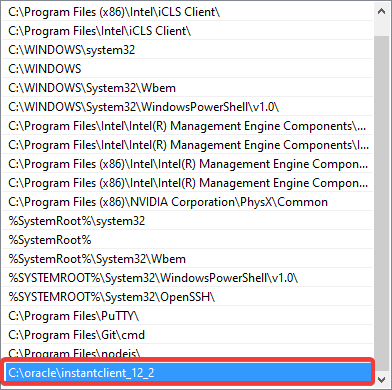 C:\Program Files (x86)\Intel\iCLS Client\
C:\Program Files\Intel\iCLS Client\
C:\WINDOWS\system32
C:\WINDOWS
C:\WINDOWS\System32\Wbem
C:\WINDOWS\System32\WindowsPowerShell\v1.0\
C:\Program Files\Intel\Intel(R) Management Engine Components\...
C:\Program Files\Intel\Intel(R) Management Engine Components\I...
C:\Program Files (x86)\Intel\Intel(R) Management Engine Compon...
C:\Program Files (x86)\Intel\Intel(R) Management Engine Compon...
C:\Program Files (x86)\NVIDIA Corporation\PhysX\Common
%SystemRoot%\system32
%SystemRoot%
%SystemRoot%\System32\Wbem
%SYSTEMROOT%\System32\WindowsPowerShell\v1.0\
%SYSTEMROOT%\System32\OpenSSH\
C:\Program Files\PuTTY\
C:\Program Files\Git\cmd
C:\Program Files\nodejs\
C:\oracle\instantclient_12_2